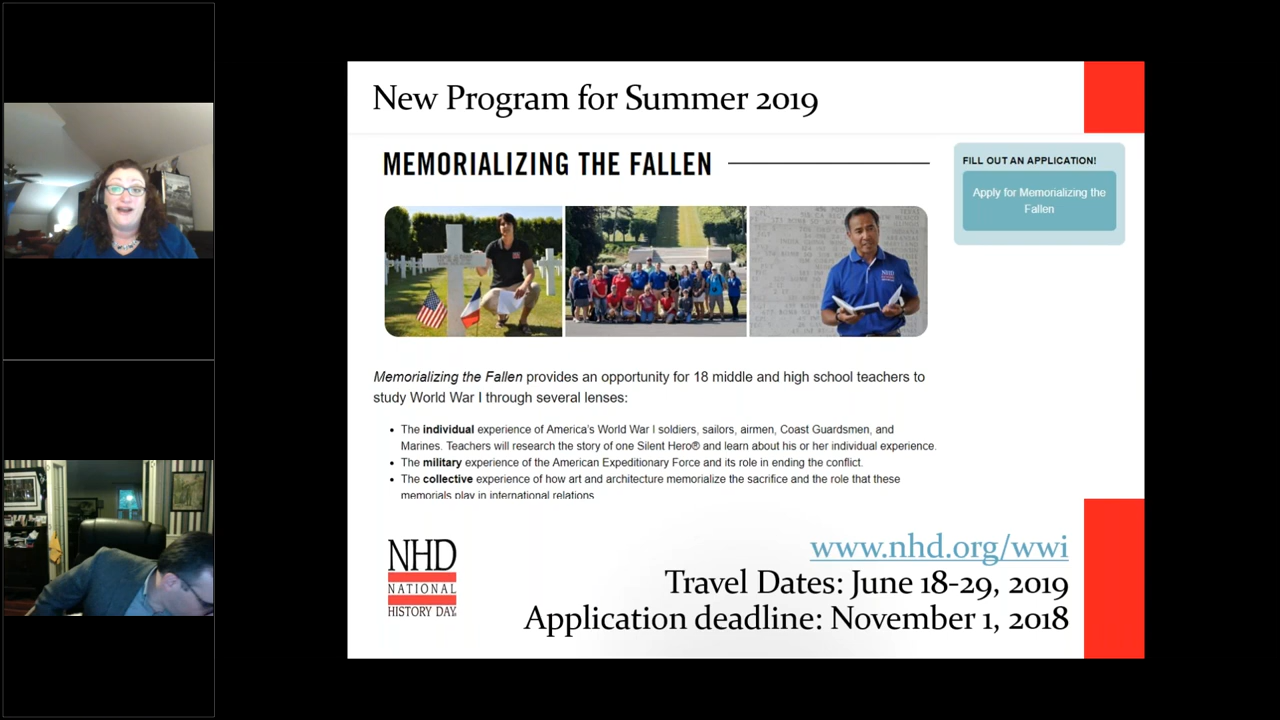 New Program for Summer 2019
MEMORIALIZING THE FALLEN
FILL OUT AN APPLICATION!
Apply for Memorializing the
Fallen
NHD
Memorializing the Fallen provides an opportunity for 18 middle and high school teachers to
study World War I through several lenses:
• The individual experience of America's World War I soldiers, sailors, airmen, Coast Guardsmen, and
Marines. Teachers will research the story of one Silent Hero® and learn about his or her individual experience.
• The military experience of the American Expeditionary Force and its role in ending the conflict.
• The collective experience of how art and architecture memorialize the sacrifice and the role that these
memorials play in international relations
NHD
NATIONAL
HISTORY DAY
www.nhd.org/wwi
Travel Dates: June 18-29, 2019
Application deadline: November 1, 2018